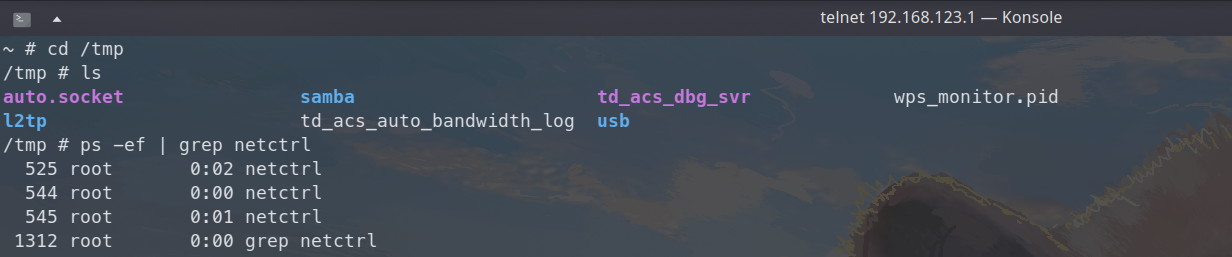 telnet 192.168.123.1 — Konsole
~ # cd /tmp
/tmp # ls
auto.socket samba td_acs_dbg_svr wps_monitor.pid
l2tp td_acs_auto_bandwidth_log usb
/tmp # ps -ef | grep netctrl
525 root 0:02 netctrl
544 root 0:00 netctrl
545 root 0:01 netctrl
1312 root 0:00 grep netctrl